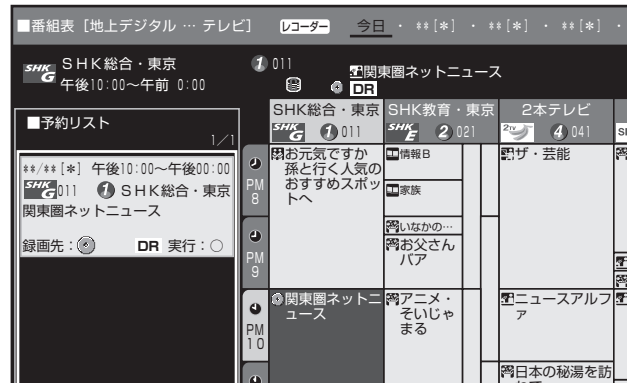 ■番組表［地上デジタル … テレビ］ レコーダー 今日 ・ **[*] ・ **[*] ・ **[*] ・
SHK G SHK総合・東京
午後10:00～午前 0:00
1 011
関東圏ネットニュース
DR
■予約リスト
1/1
**/**[*] 午後10:00～午後00:00
SHK G 011 1 SHK総合・東京
関東圏ネットニュース
録画先： DR 実行：○
SHK総合・東京 SHK教育・東京 2本テレビ
SHK G 1 011 SHK E 2 021 2TV 4 041
PM 8
お元気ですか
孫と行く人気の
おすすめスポッ
トへ
情報B
家族
ザ・芸能
いなかの…
PM 9
お父さん
バア
PM 10
関東圏ネットニ
ュース
アニメ・
そいじゃ
まる
ニュースアルフ
ァ
日本の秘湯を訪